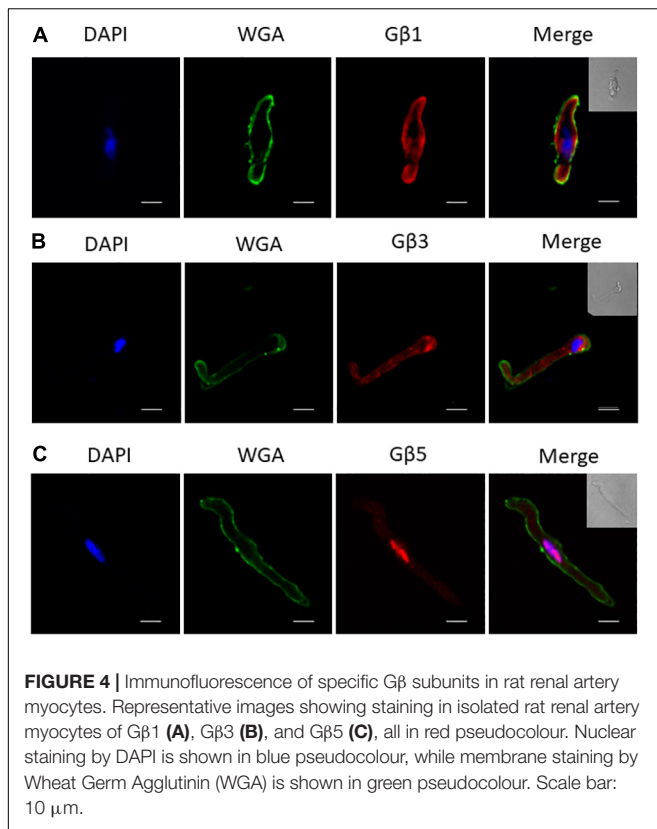 A
DAPI WGA Gβ1 Merge
B
DAPI WGA Gβ3 Merge
C
DAPI WGA Gβ5 Merge
FIGURE 4 | Immunofluorescence of specific Gβ subunits in rat renal artery
myocytes. Representative images showing staining in isolated rat renal artery
myocytes of Gβ1 (A), Gβ3 (B), and Gβ5 (C), all in red pseudocolour. Nuclear
staining by DAPI is shown in blue pseudocolour, while membrane staining by
Wheat Germ Agglutinin (WGA) is shown in green pseudocolour. Scale bar:
10 μm.